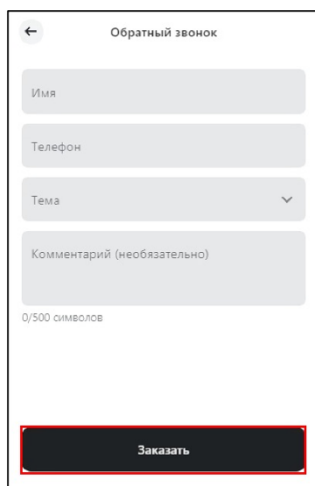 Обратный звонок
Имя
Телефон
Тема
Комментарий (необязательно)
0/500 символов
Заказать